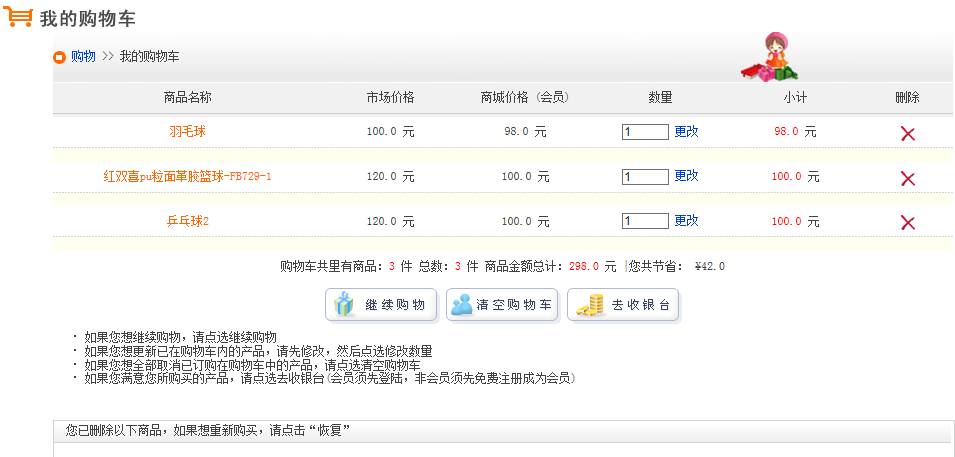 我的购物车
购物 >> 我的购物车
商品名称 市场价格 商城价格 (会员) 数量 小计 删除
羽毛球 100.0 元 98.0 元 1 更改 98.0 元
红双喜pu粒面革腌篮球-FB729-1 120.0 元 100.0 元 1 更改 100.0 元
乒乓球2 120.0 元 100.0 元 1 更改 100.0 元
购物车共里有商品：3 件 总数：3 件 商品金额总计：298.0 元 |您共节省： ¥42.0
继续购物 清空购物车 去收银台
· 如果您想继续购物，请点选继续购物
· 如果您想更新已在购物车内的产品，请先修改，然后点选修改数量
· 如果您想全部取消已订购在购物车中的产品，请点选清空购物车
· 如果您满意您所购买的产品，请点选去收银台(会员须先登陆，非会员须先免费注册成为会员)
您已删除以下商品，如果想重新购买，请点击“恢复”